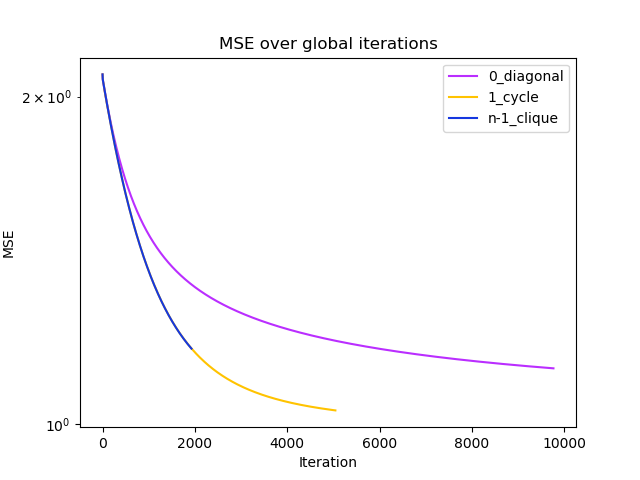 MSE over global iterations
0_diagonal
1_cycle
n-1_clique
2 × 10⁰
10⁰
MSE
0 2000 4000 6000 8000 10000
Iteration